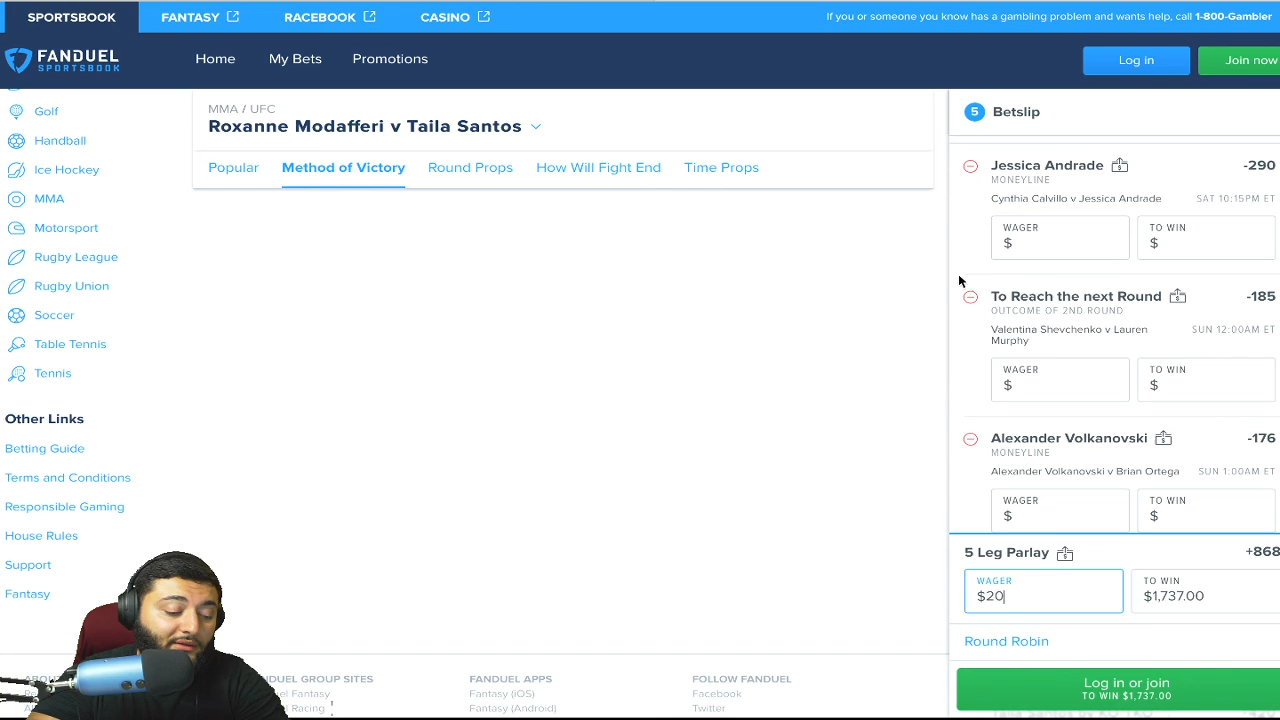 SPORTSBOOK
FANTASY
RACEBOOK
CASINO
If you or someone you know has a gambling problem and wants help, call 1-800-Gambler
FANDUEL
SPORTSBOOK
Home
My Bets
Promotions
Log in
Join now
Golf
Handball
Ice Hockey
MMA
Motorsport
Rugby League
Rugby Union
Soccer
Table Tennis
Tennis
Other Links
Betting Guide
Terms and Conditions
Responsible Gaming
House Rules
Support
Fantasy
MMA / UFC
Roxanne Modafferi v Taila Santos
Popular
Method of Victory
Round Props
How Will Fight End
Time Props
5 Betslip
Jessica Andrade -290
MONEYLINE
Cynthia Calvillo v Jessica Andrade SAT 10:15PM ET
WAGER TO WIN
$ $
To Reach the next Round -185
OUTCOME OF 2ND ROUND
Valentina Shevchenko v Lauren SUN 12:00AM ET
Murphy
WAGER TO WIN
$ $
Alexander Volkanovski -176
MONEYLINE
Alexander Volkanovski v Brian Ortega SUN 1:00AM ET
WAGER TO WIN
$ $
5 Leg Parlay +868
WAGER TO WIN
$20 $1,737.00
Round Robin
Log in or join
TO WIN $1,737.00
NDUEL GROUP SITES
el Fantasy
l Racing
FANDUEL APPS
Fantasy (iOS)
Fantasy (Android)
FOLLOW FANDUEL
Facebook
Twitter